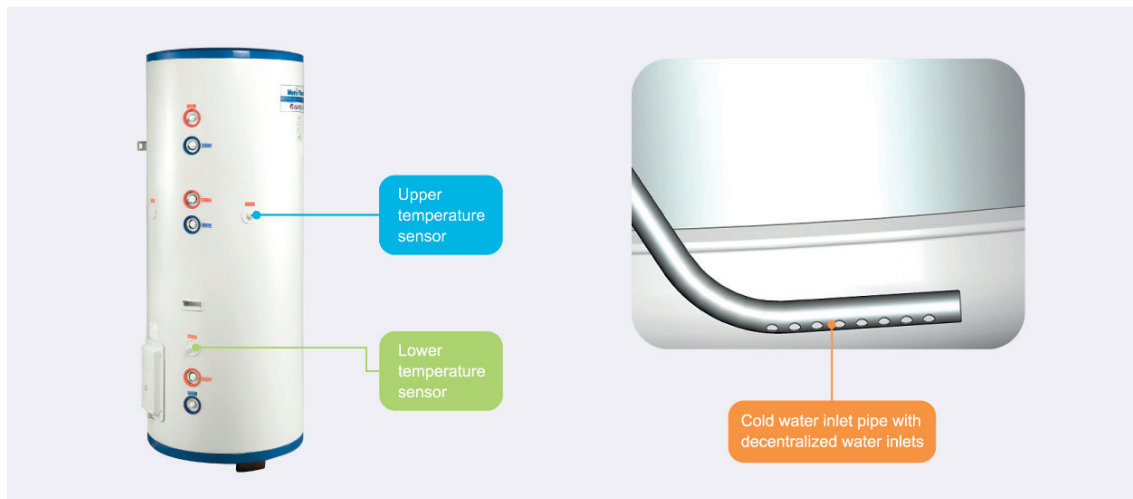 Upper
temperature
sensor
Lower
temperature
sensor
Cold water inlet pipe with
decentralized water inlets